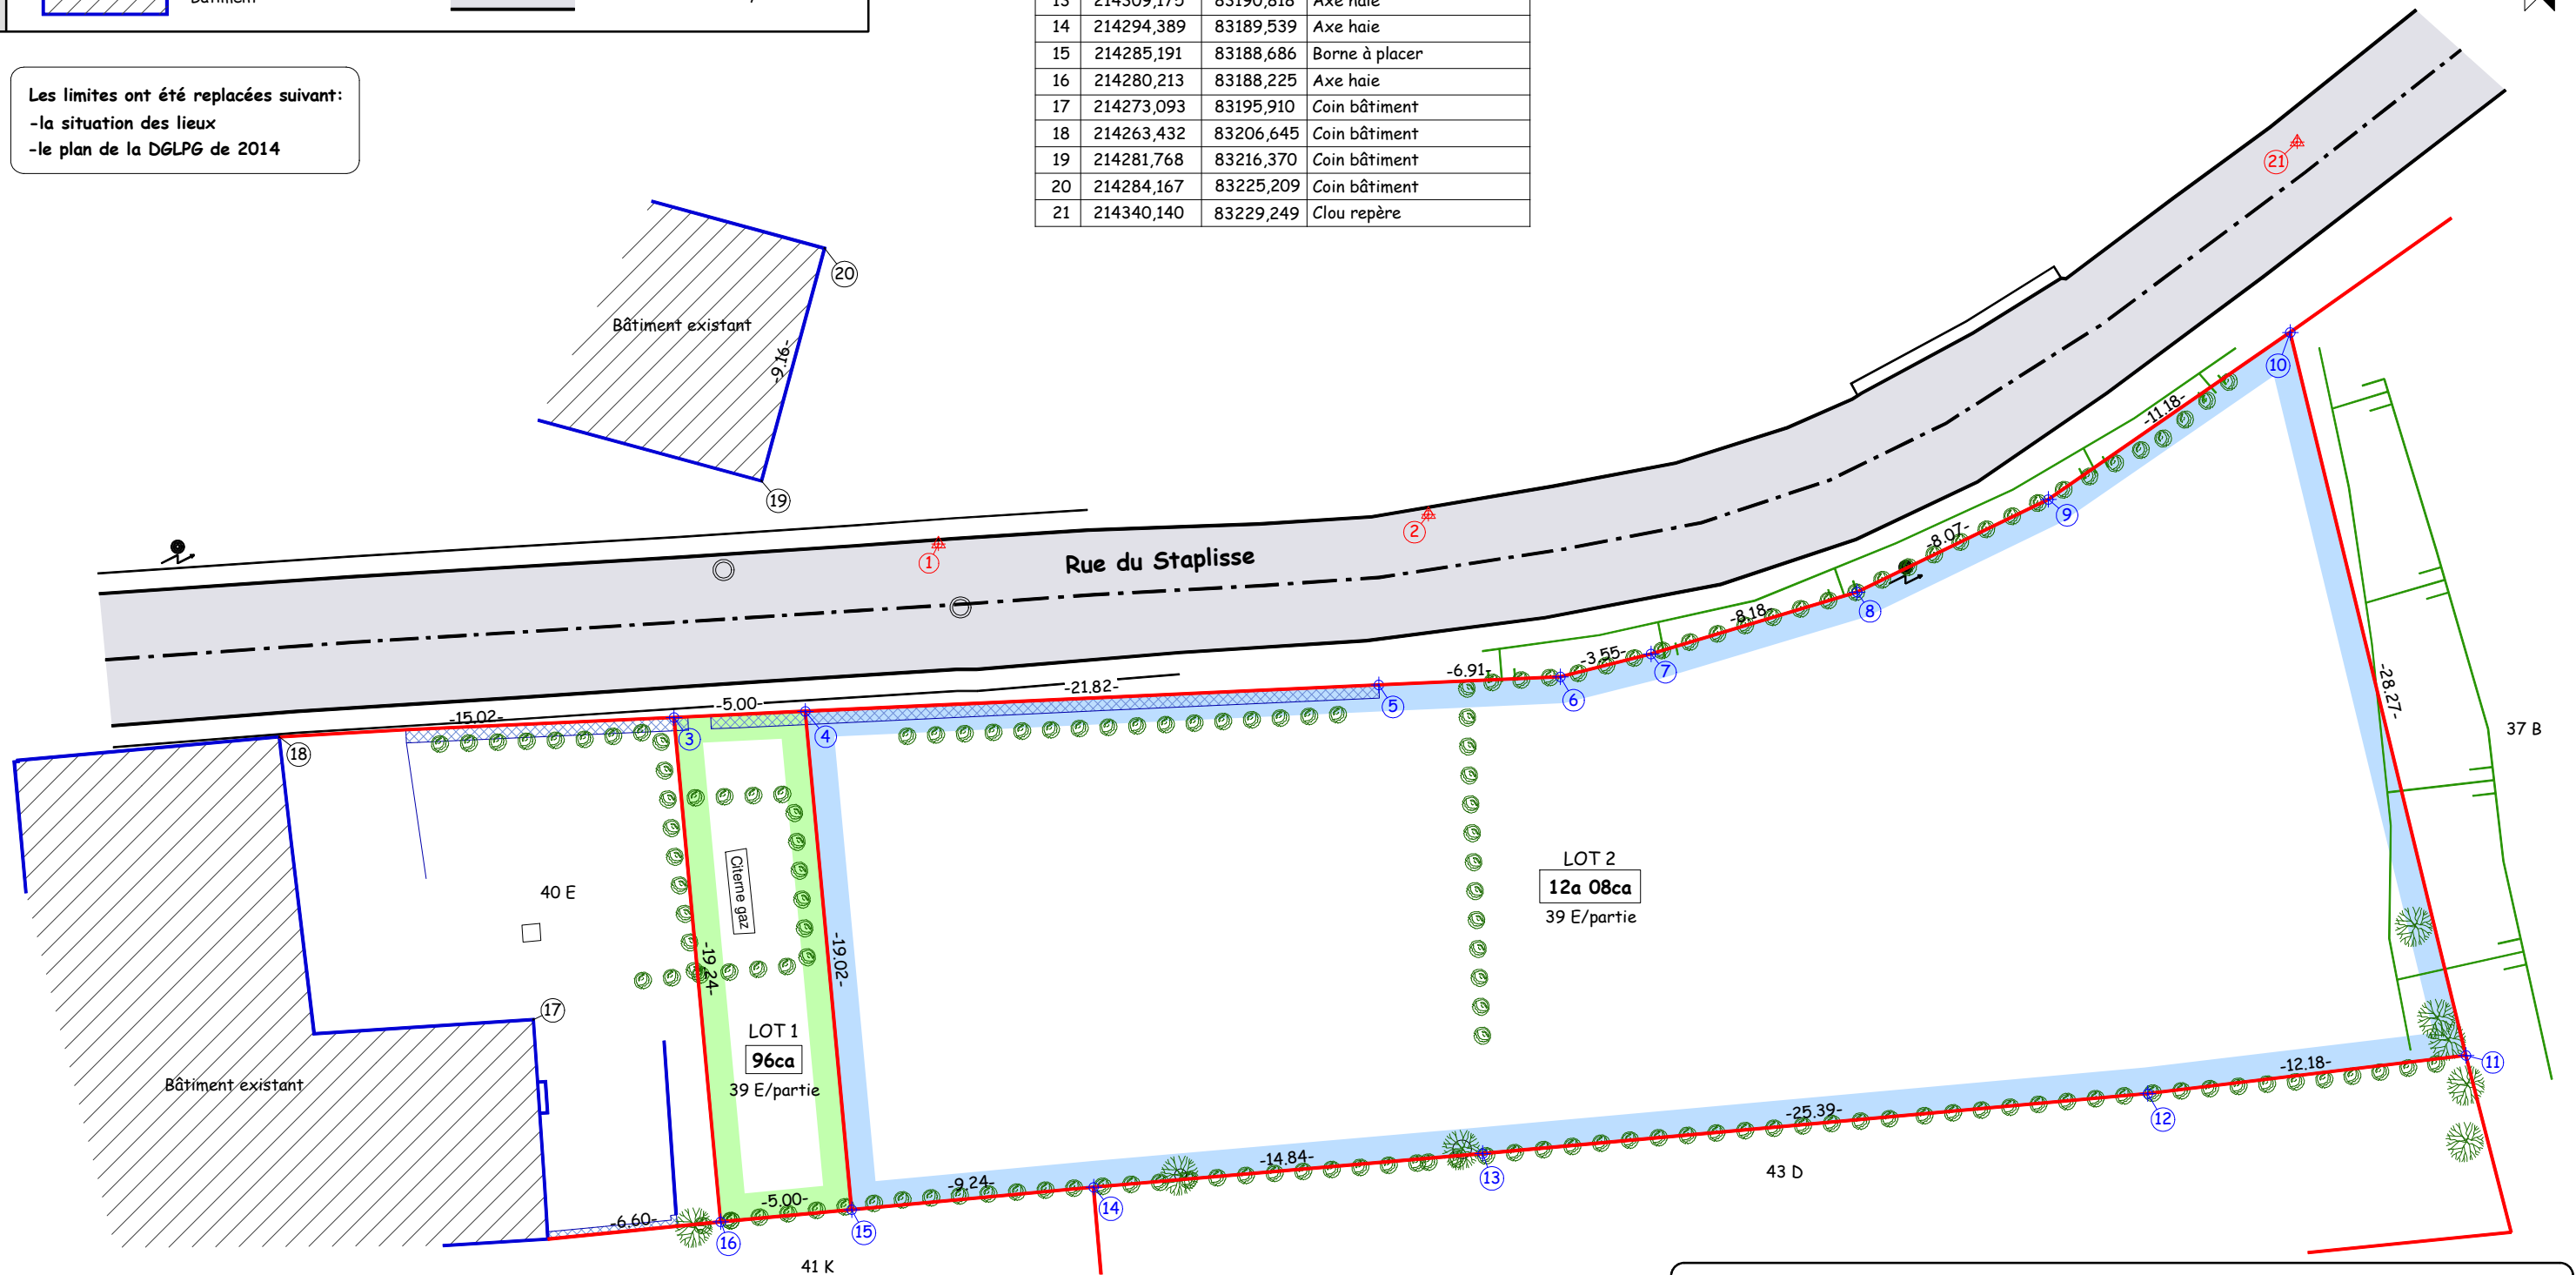 Bâtiment
13 214309,175 83190,818 Axe haie
14 214294,389 83189,539 Axe haie
15 214285,191 83188,686 Borne à placer
16 214280,213 83188,225 Axe haie
17 214273,093 83195,910 Coin bâtiment
18 214263,432 83206,645 Coin bâtiment
19 214281,768 83216,370 Coin bâtiment
20 214284,167 83225,209 Coin bâtiment
21 214340,140 83229,249 Clou repère
Les limites ont été replacées suivant:
-la situation des lieux
-le plan de la DGLPG de 2014
21
20
Bâtiment existant
-9.16-
19
10
-11.18-
9
-8.07-
8
-8.18-
7
-3.55-
6
-6.91-
5
1
2
Rue du Staplisse
-21.82-
-5.00-
-15.02-
3
4
18
-28.27-
37 B
LOT 2
12a 08ca
39 E/partie
Citerne gaz
40 E
-19.24-
-19.02-
17
LOT 1
96ca
39 E/partie
Bâtiment existant
11
-12.18-
12
-25.39-
13
43 D
-14.84-
14
-9.24-
15
-5.00-
16
-6.60-
41 K